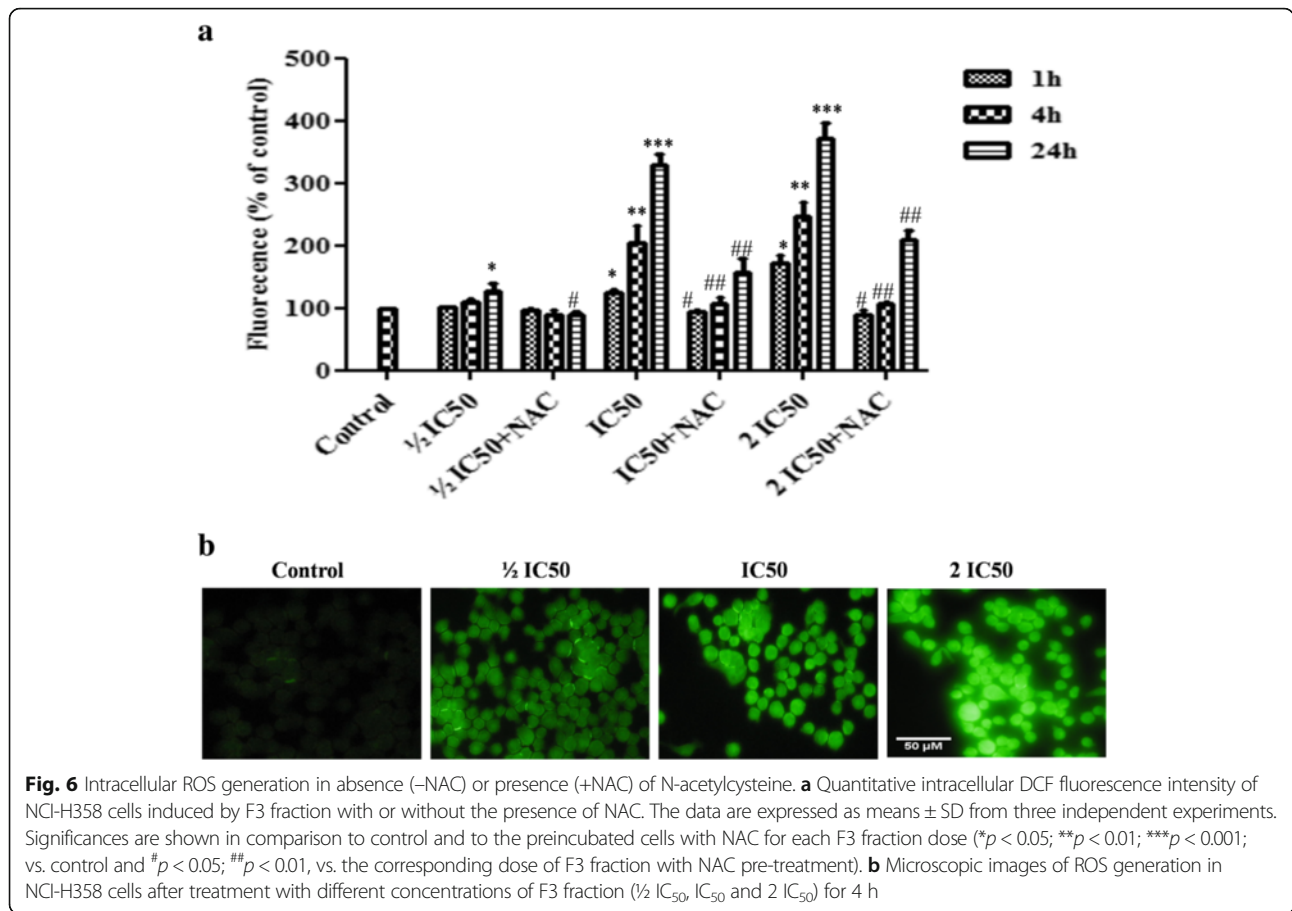 a
500
400
300
200
100
0
Fluorecence (% of control)
1h
4h
24h
*
#
*
**
***
#
##
##
*
**
***
#
##
##
Control
½ IC50
½ IC50+NAC
IC50
IC50+NAC
2 IC50
2 IC50+NAC
b
Control
½ IC50
IC50
2 IC50
50 µM
Fig. 6 Intracellular ROS generation in absence (–NAC) or presence (+NAC) of N-acetylcysteine. a Quantitative intracellular DCF fluorescence intensity of
NCI-H358 cells induced by F3 fraction with or without the presence of NAC. The data are expressed as means ± SD from three independent experiments.
Significances are shown in comparison to control and to the preincubated cells with NAC for each F3 fraction dose (*p < 0.05; **p < 0.01; ***p < 0.001;
vs. control and #p < 0.05; ##p < 0.01, vs. the corresponding dose of F3 fraction with NAC pre-treatment). b Microscopic images of ROS generation in
NCI-H358 cells after treatment with different concentrations of F3 fraction (½ IC50, IC50 and 2 IC50) for 4 h